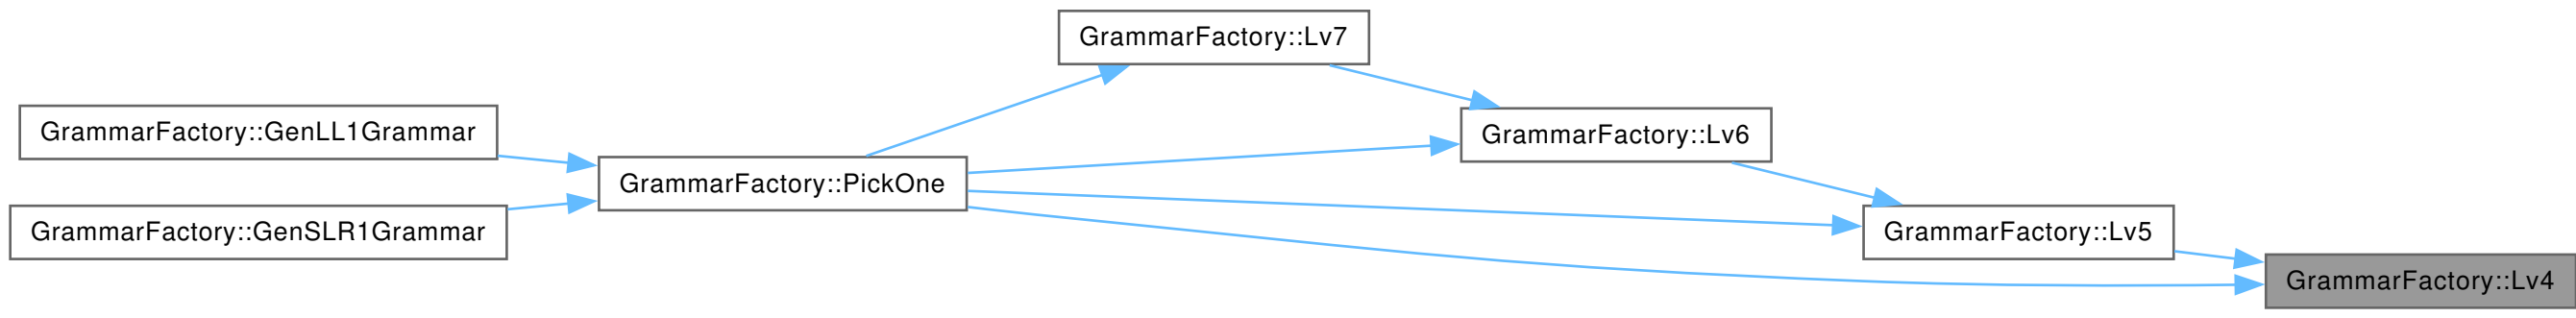 GrammarFactory::Lv7
GrammarFactory::GenLL1Grammar
GrammarFactory::Lv6
GrammarFactory::PickOne
GrammarFactory::GenSLR1Grammar
GrammarFactory::Lv5
GrammarFactory::Lv4